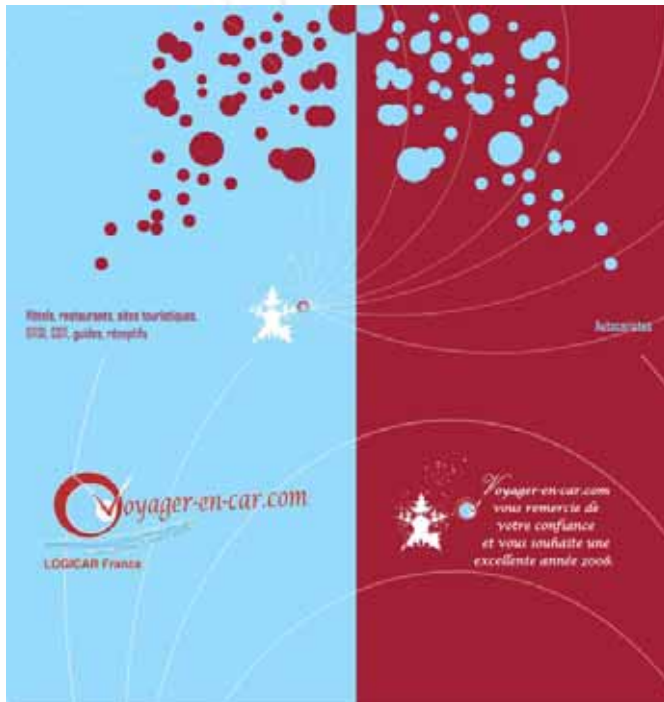 Hôtels, restaurants, sites touristiques,
OTSI, CDT, guides, réceptifs
Autocariste
Voyager-en-car.com
LOGICAR France
Voyager-en-car.com
vous remercie de
votre confiance
et vous souhaite une
excellente année 2006